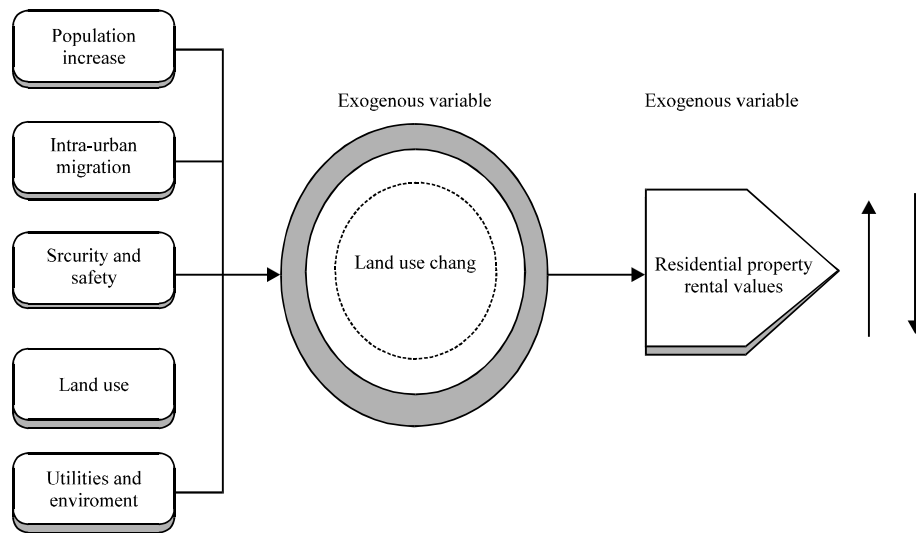 Population
increase
Intra-urban
migration
Srcurity and
safety
Land use
Utilities and
enviroment
Exogenous variable
Land use chang
Exogenous variable
Residential property
rental values